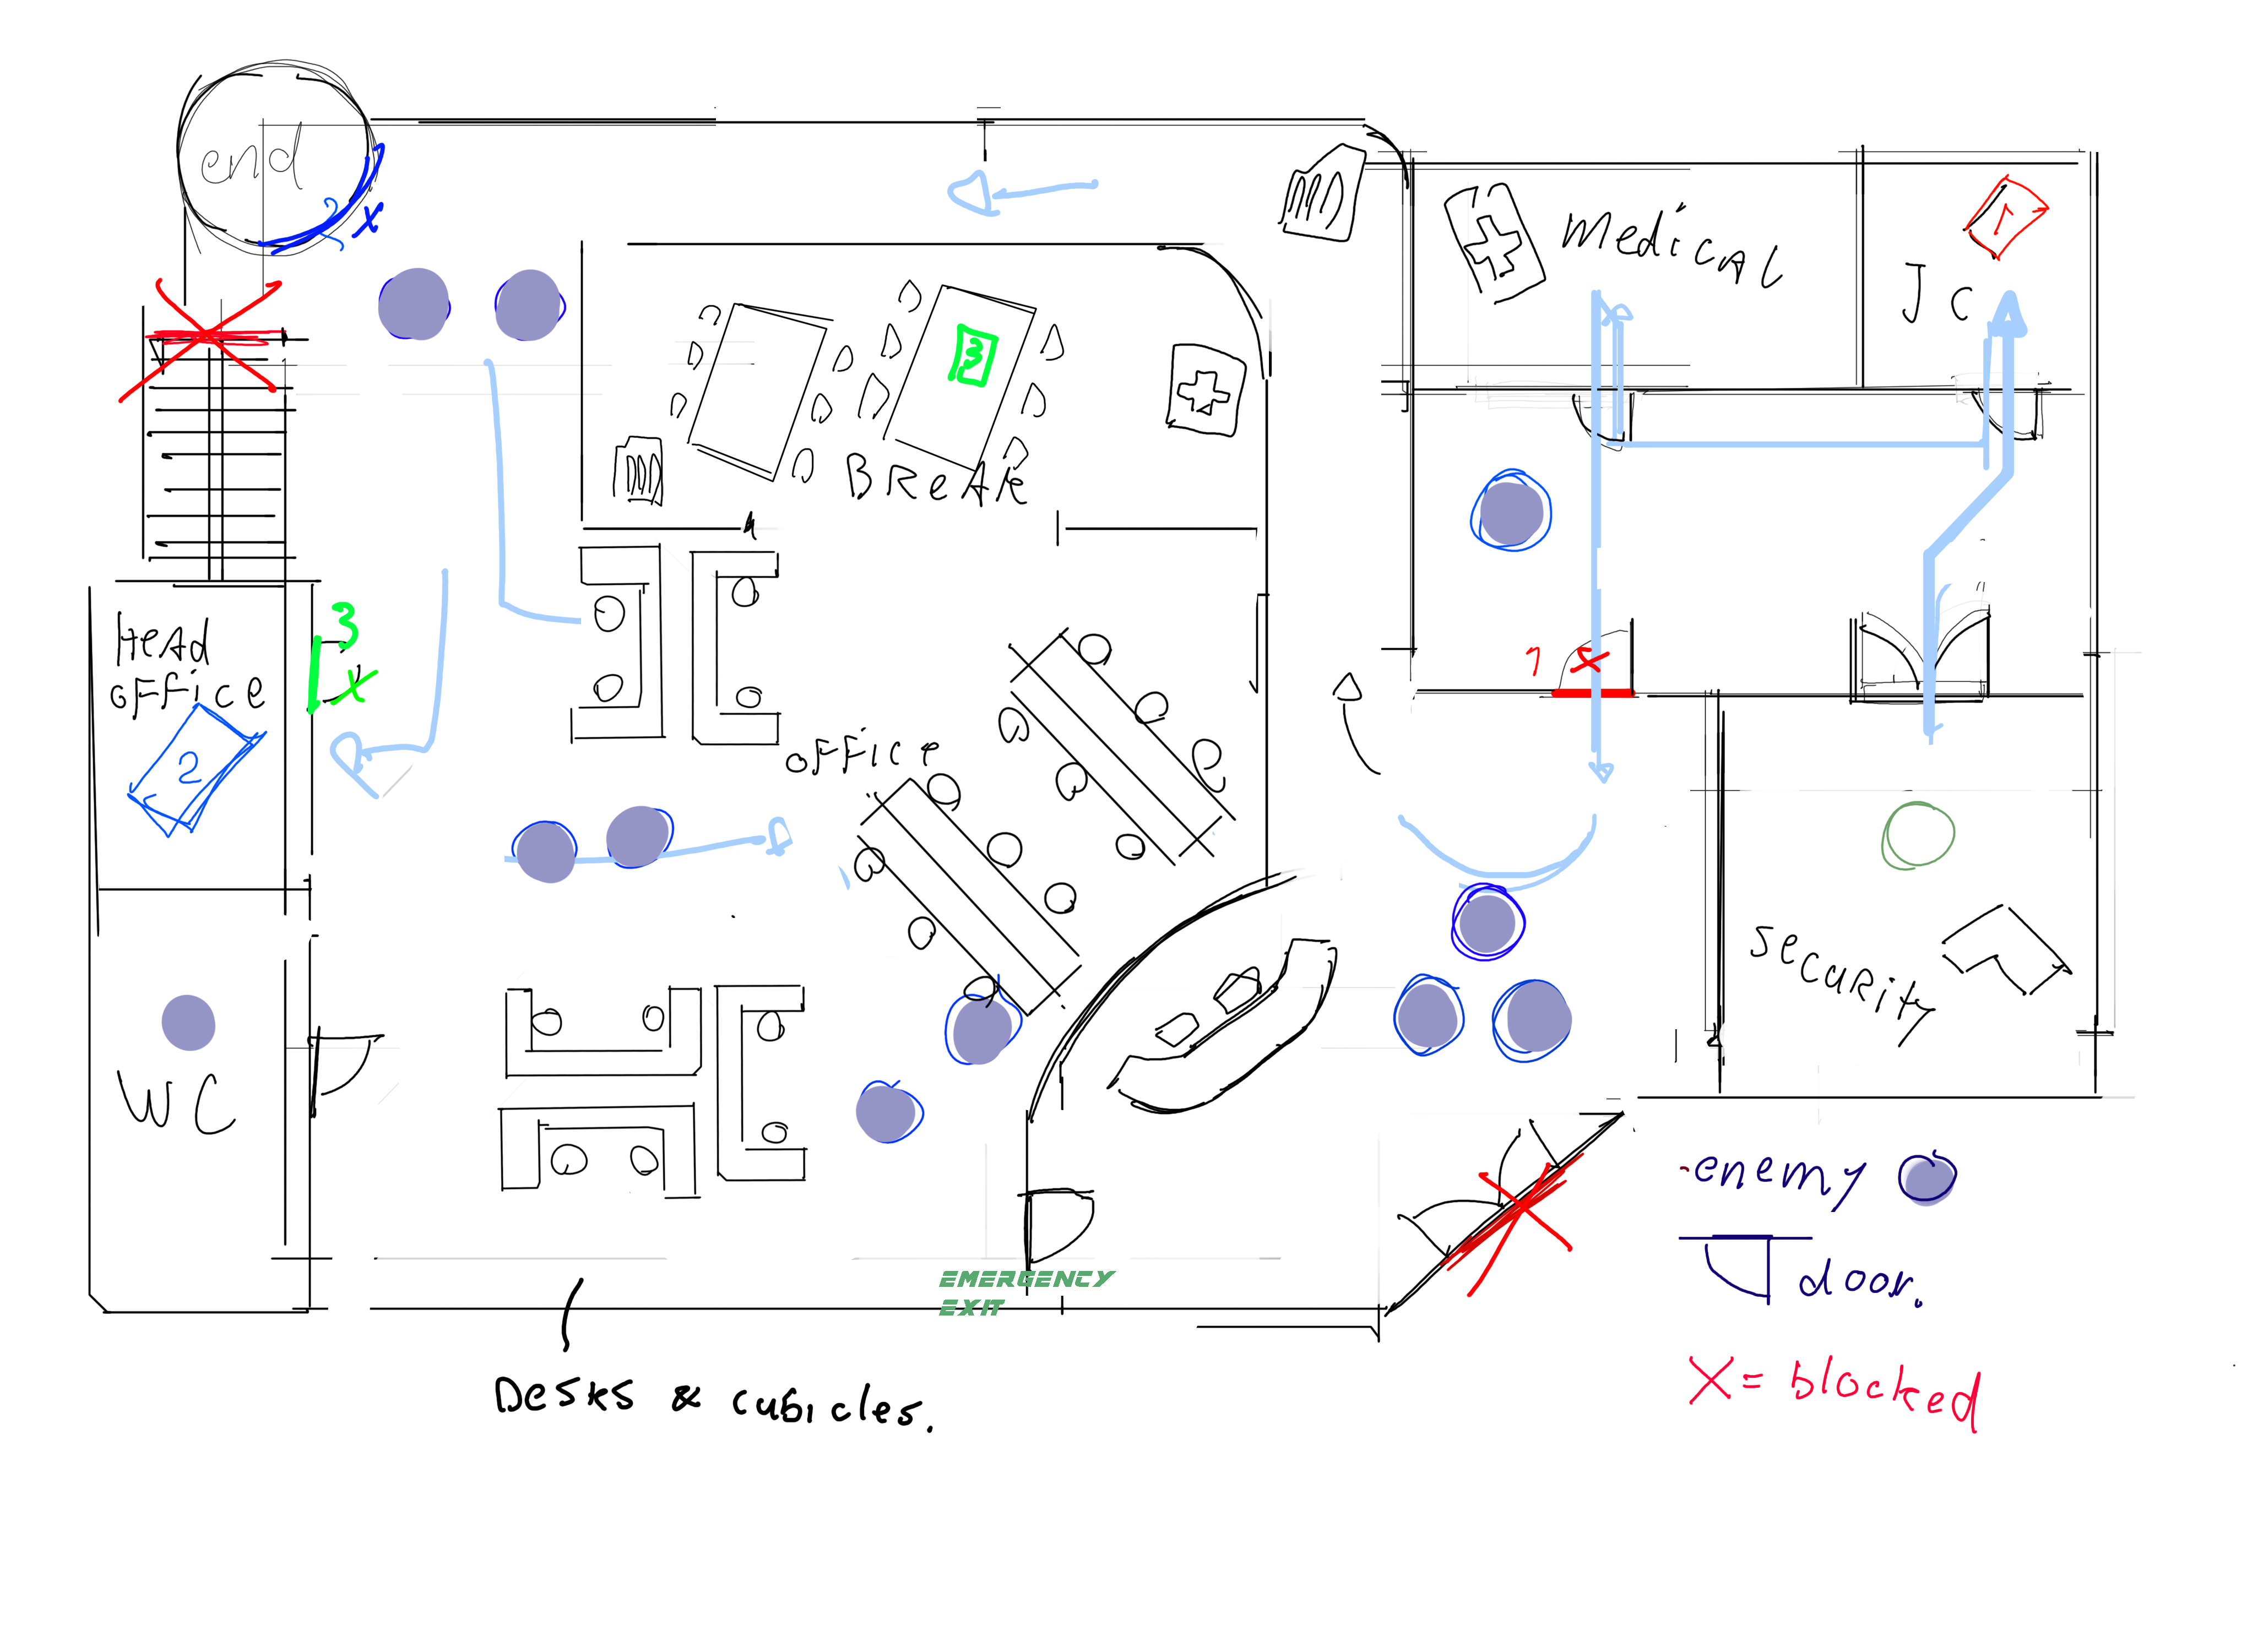 end
2
X
Medical
1
JC
3
BReAK
Head
office
3
X
2
office
1
X
Security
WC
EMERGENCY
EXIT
enemy
door.
Desks & cubicles.
X = blocked